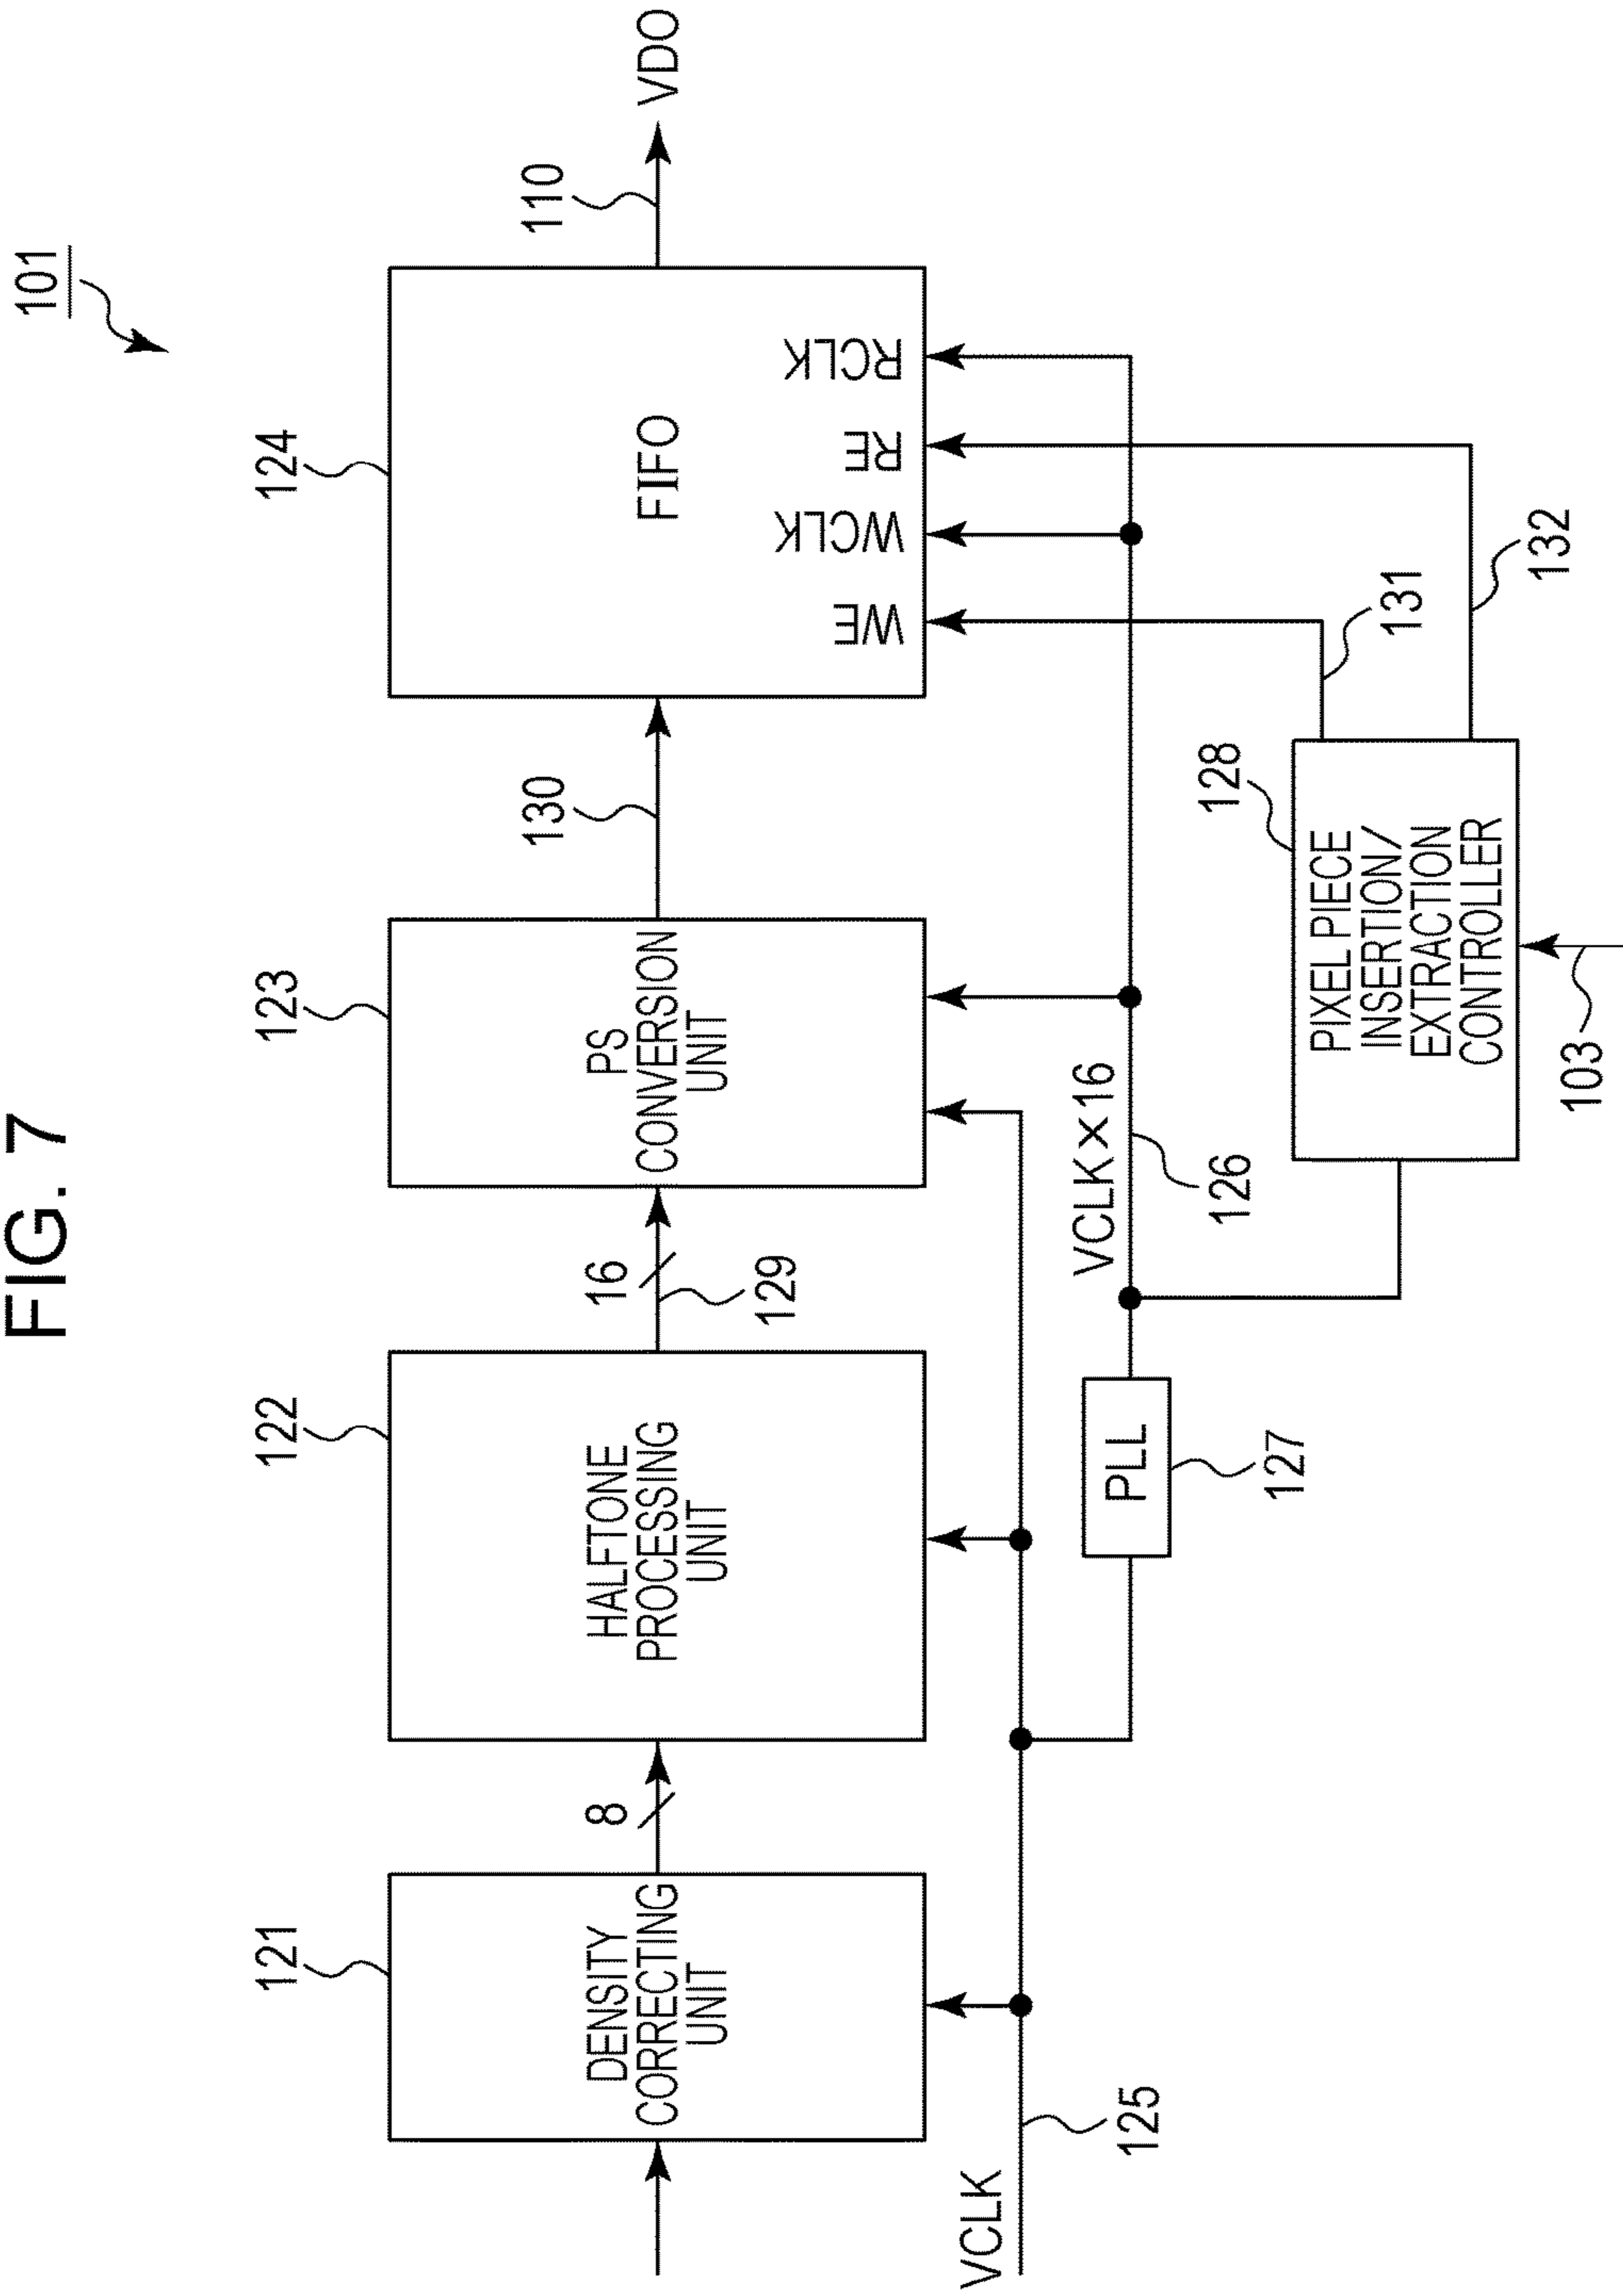 FIG. 7
101
121
122
123
124
DENSITY
CORRECTING
UNIT
8
HALFTONE
PROCESSING
UNIT
16
129
PS
CONVERSION
UNIT
130
FIFO
WE
WCLK
RE
RCLK
110
VDO
VCLK
125
PLL
127
VCLK×16
126
128
PIXEL PIECE
INSERTION/
EXTRACTION
CONTROLLER
131
132
103